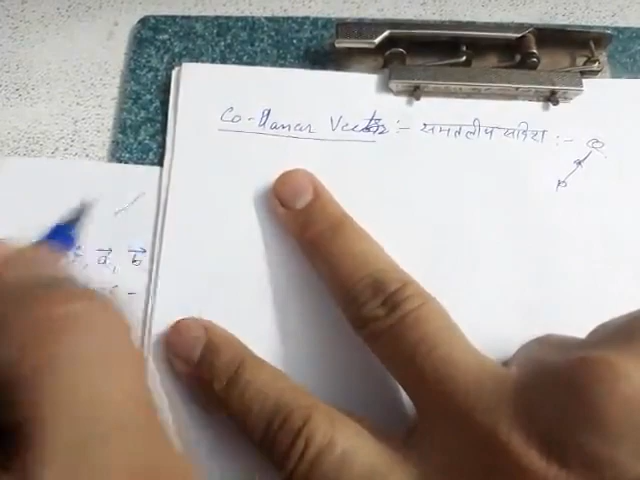 Co-Planar Vector :- समतलीय सदिश :-
Q
P
a, b